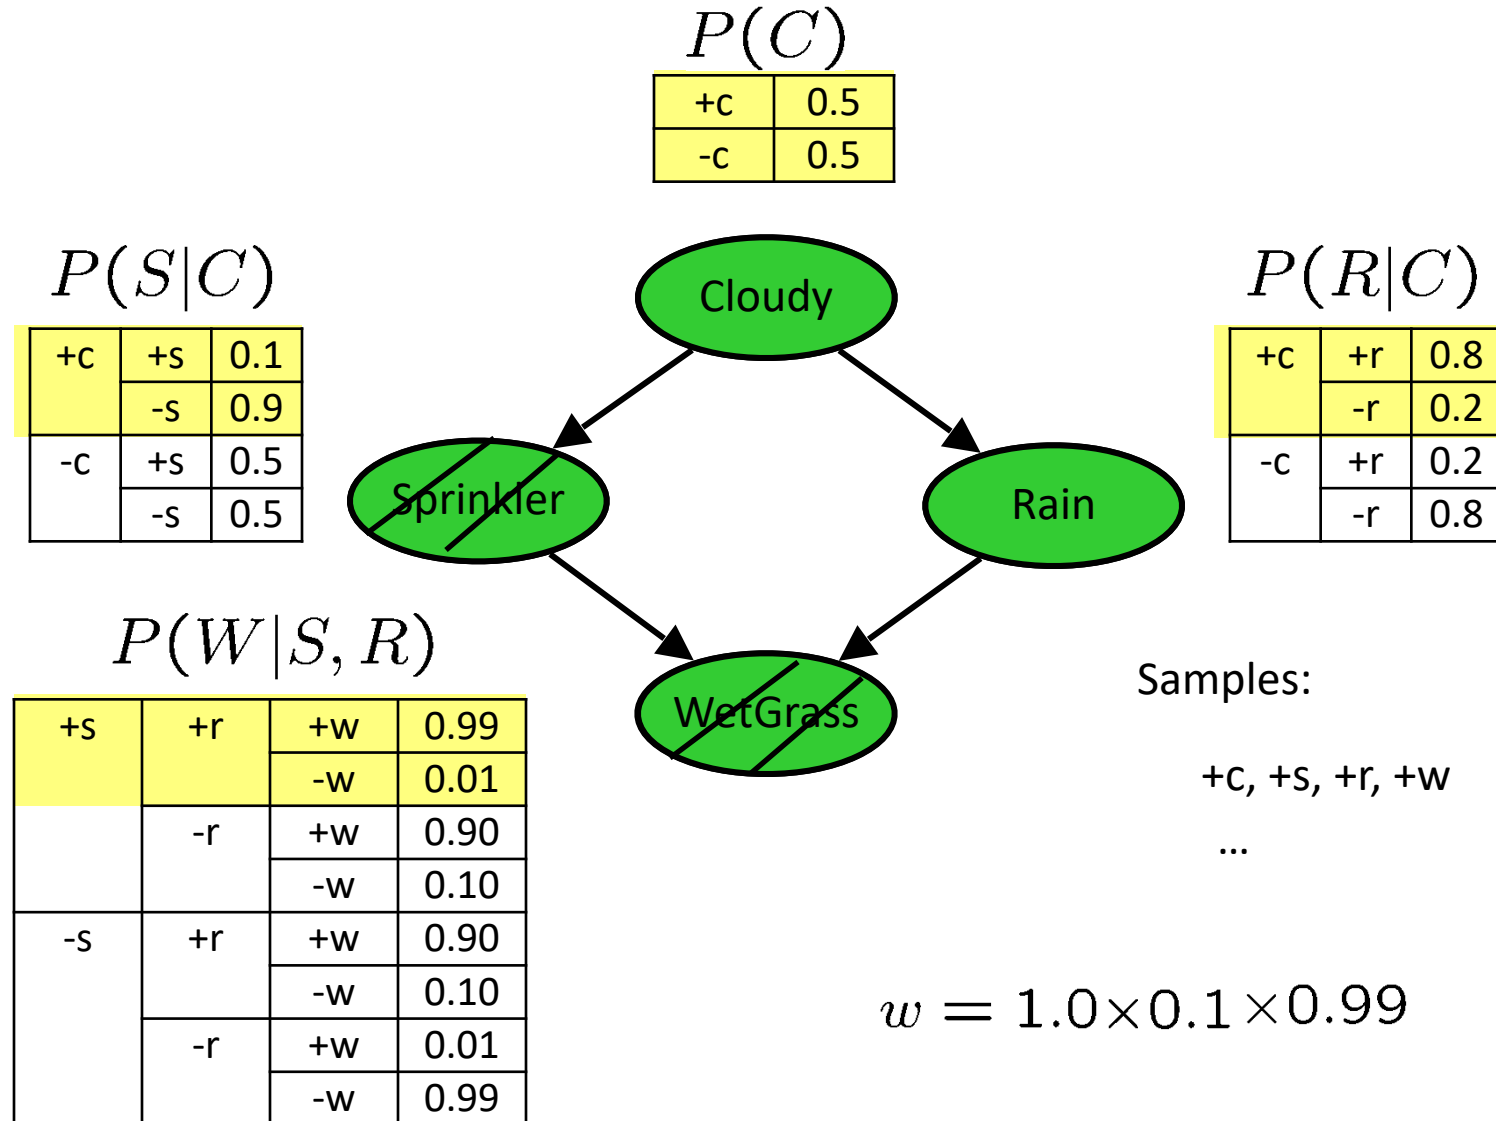 P(C)
+c 0.5
-c 0.5
Cloudy
P(S|C)
+c +s 0.1
-s 0.9
-c +s 0.5
-s 0.5
P(R|C)
+c +r 0.8
-r 0.2
-c +r 0.2
-r 0.8
Sprinkler
Rain
P(W|S, R)
+s +r +w 0.99
-w 0.01
-r +w 0.90
-w 0.10
-s +r +w 0.90
-w 0.10
-r +w 0.01
-w 0.99
WetGrass
Samples:
+c, +s, +r, +w
...
w = 1.0×0.1×0.99